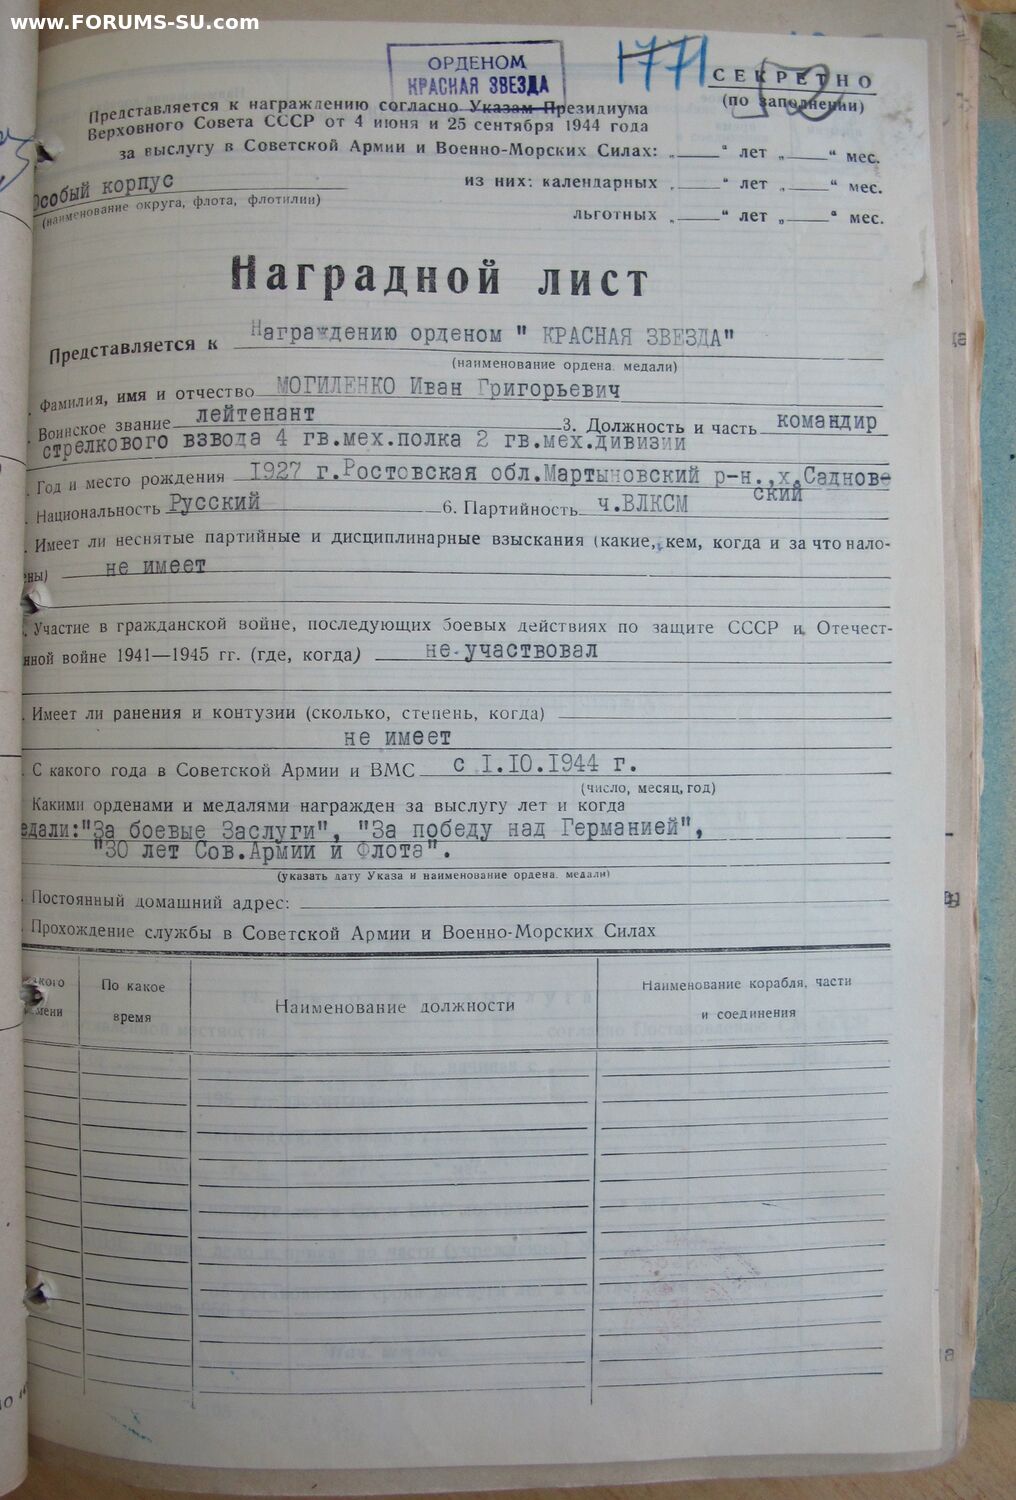 www.FORUMS-SU.com
ОРДЕНОМ
КРАСНАЯ ЗВЕЗДА
1771
СЕКРЕТНО
(по заполнении)
Представляется к награждению согласно Указам Президиума
Верховного Совета СССР от 4 июня и 25 сентября 1944 года
за выслугу в Советской Армии и Военно-Морских Силах: „ “ лет „ “ мес.
Особый корпус
из них: календарных „ “ лет „ “ мес.
(наименование округа, флота, флотилии)
льготных „ “ лет „ “ мес.
Наградной лист
Представляется к Награждению орденом " КРАСНАЯ ЗВЕЗДА"
(наименование ордена медали)
Фамилия, имя и отчество МОГИЛЕНКО Иван Григорьевич
Воинское звание лейтенант 3. Должность и часть командир
стрелкового взвода 4 гв.мех.полка 2 гв.мех.дивизии
Год и место рождения 1927 г.Ростовская обл.Мартыновский р-н.,х.Садков-
ский
Национальность Русский 6. Партийность ч.ВЛКСМ
Имеет ли неснятые партийные и дисциплинарные взыскания (какие, кем, когда и за что нало-
ены) не имеет
Участие в гражданской войне, последующих боевых действиях по защите СССР и Отечест-
нной войне 1941—1945 гг. (где, когда) не участвовал
Имеет ли ранения и контузии (сколько, степень, когда)
не имеет
С какого года в Советской Армии и ВМС с 1.10.1944 г.
(число, месяц, год)
Какими орденами и медалями награжден за выслугу лет и когда
едали:"За боевые Заслуги", "За победу над Германией",
"30 лет Сов.Армии и Флота".
(указать дату Указа и наименование ордена, медали)
Постоянный домашний адрес:
Прохождение службы в Советской Армии и Военно-Морских Силах
какого
мени
По какое
время
Наименование должности
Наименование корабля, части
и соединения